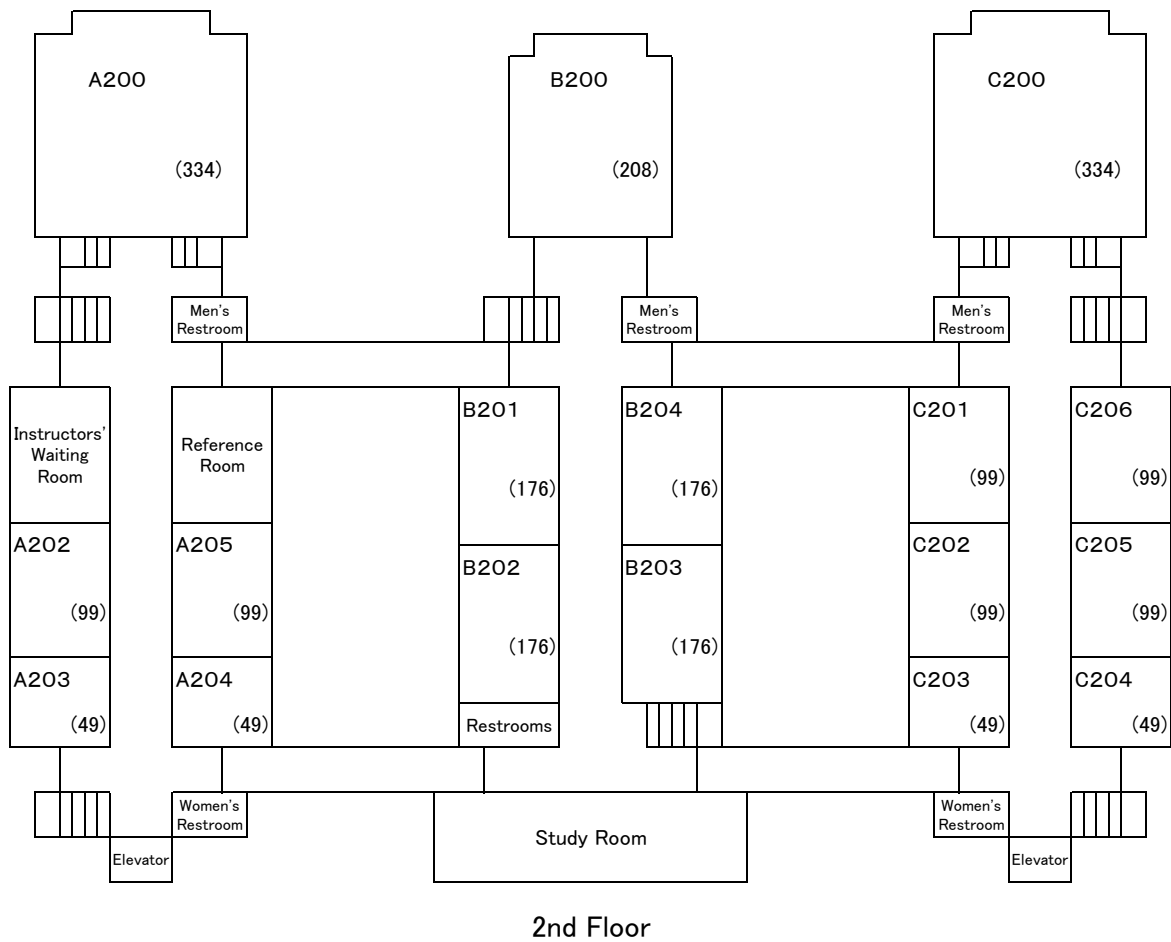 A200
B200
C200
(334)
(208)
(334)
Men's
Restroom
Men's
Restroom
Men's
Restroom
Instructors'
Waiting
Room
Reference
Room
B201
(176)
B204
(176)
C201
(99)
C206
(99)
A202
(99)
A205
(99)
B202
(176)
B203
(176)
C202
(99)
C205
(99)
A203
(49)
A204
(49)
Restrooms
C203
(49)
C204
(49)
Women's
Restroom
Study Room
Women's
Restroom
Elevator
Elevator
2nd Floor